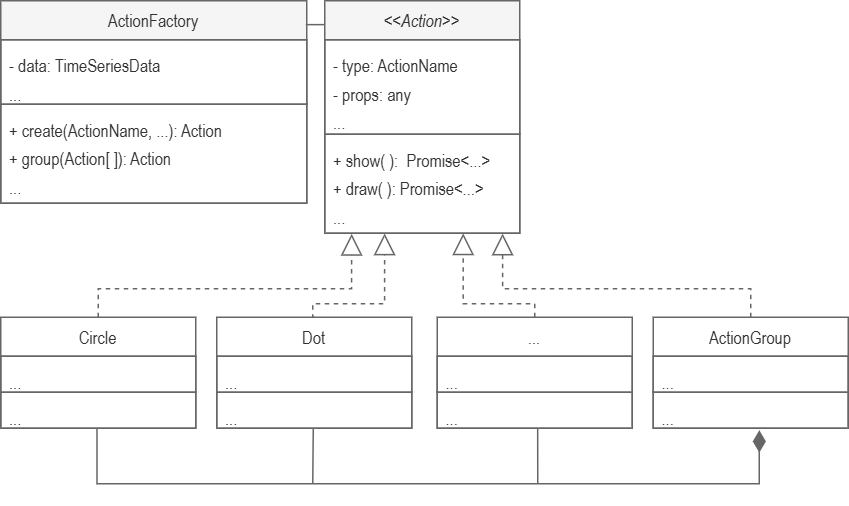 ActionFactory
- data: TimeSeriesData
...
+ create(ActionName, ...): Action
+ group(Action[ ]): Action
...
<<Action>>
- type: ActionName
- props: any
...
+ show( ):  Promise<...>
+ draw( ): Promise<...>
...
Circle
...
...
Dot
...
...
...
...
...
ActionGroup
...
...